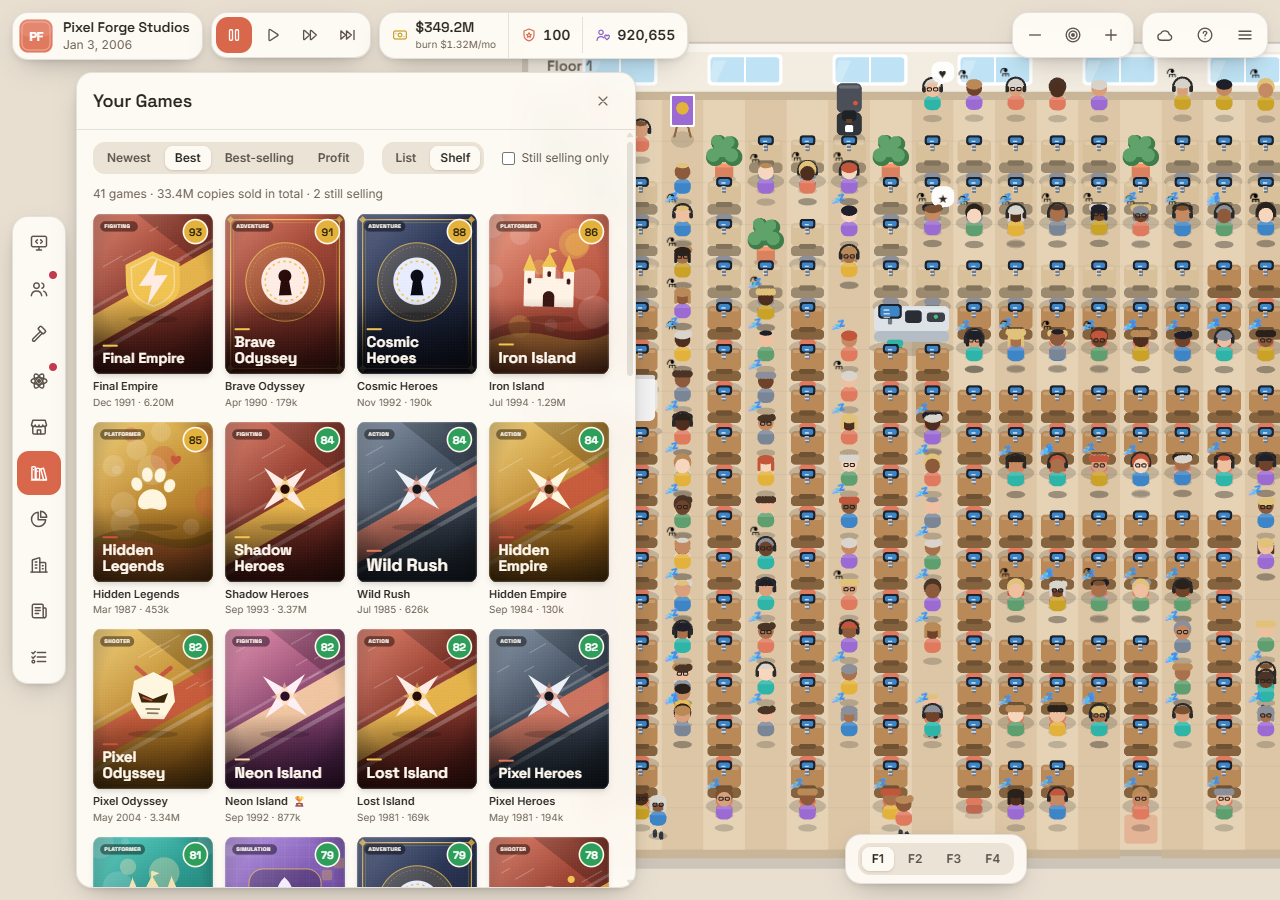 PF
Pixel Forge Studios
Jan 3, 2006
$349.2M
burn $1.32M/mo
100
920,655
Floor 1
Your Games
Newest
Best
Best-selling
Profit
List
Shelf
Still selling only
41 games · 33.4M copies sold in total · 2 still selling
FIGHTING
93
Final Empire
ADVENTURE
91
Brave
Odyssey
ADVENTURE
88
Cosmic
Heroes
PLATFORMER
86
Iron Island
Final Empire
Dec 1991 · 6.20M
Brave Odyssey
Apr 1990 · 179k
Cosmic Heroes
Nov 1992 · 190k
Iron Island
Jul 1994 · 1.29M
PLATFORMER
85
Hidden
Legends
FIGHTING
84
Shadow
Heroes
ACTION
84
Wild Rush
ACTION
84
Hidden
Empire
Hidden Legends
Mar 1987 · 453k
Shadow Heroes
Sep 1993 · 3.37M
Wild Rush
Jul 1985 · 626k
Hidden Empire
Sep 1984 · 130k
SHOOTER
82
Pixel
Odyssey
FIGHTING
82
Neon Island
ACTION
82
Lost Island
ACTION
82
Pixel Heroes
Pixel Odyssey
May 2004 · 3.34M
Neon Island
Sep 1992 · 877k
Lost Island
Sep 1981 · 169k
Pixel Heroes
May 1981 · 194k
PLATFORMER
81
SIMULATION
79
ADVENTURE
79
SHOOTER
78
F1
F2
F3
F4